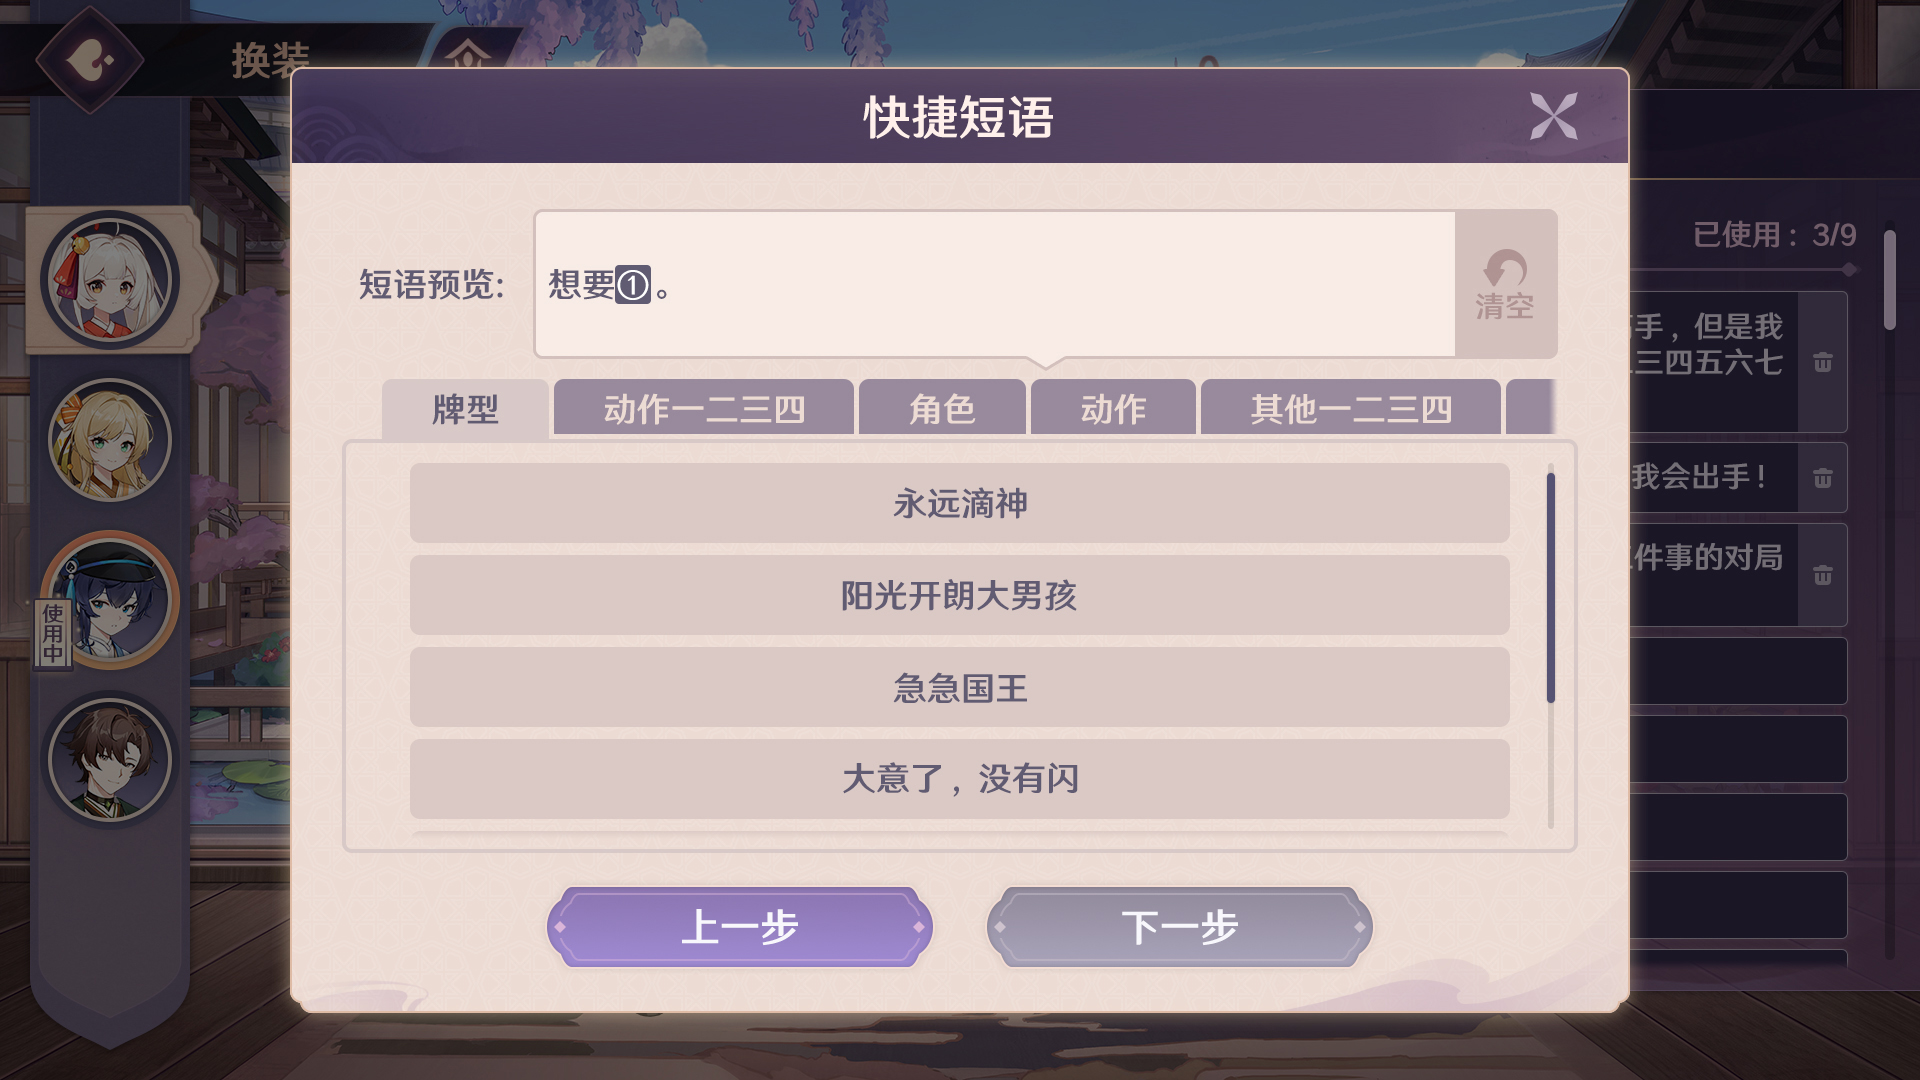 换装
快捷短语
短语预览:
想要①。
清空
牌型
动作一二三四
角色
动作
其他一二三四
永远滴神
阳光开朗大男孩
急急国王
大意了，没有闪
上一步
下一步
使用中
已使用：3/9
手，但是我
三四五六七
我会出手！
件事的对局